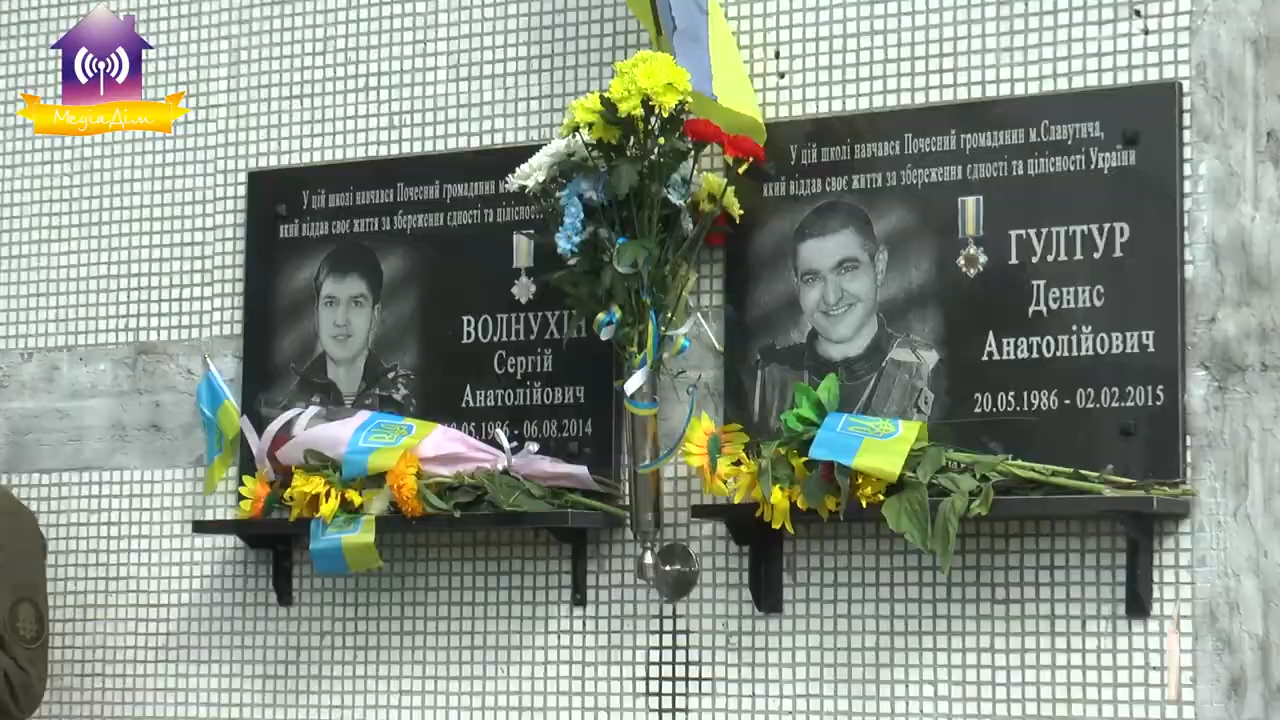 МедіаДім
У цій школі навчався Почесний громадянин
який віддав своє життя за збереження єдності та цілісності
ВОЛНУХІН
Сергій
Анатолійович
.05.1986 - 06.08.2014
У цій школі навчався Почесний громадянин м.Славутича,
який віддав своє життя за збереження єдності та цілісності України
ГУЛТУР
Денис
Анатолійович
20.05.1986 - 02.02.2015